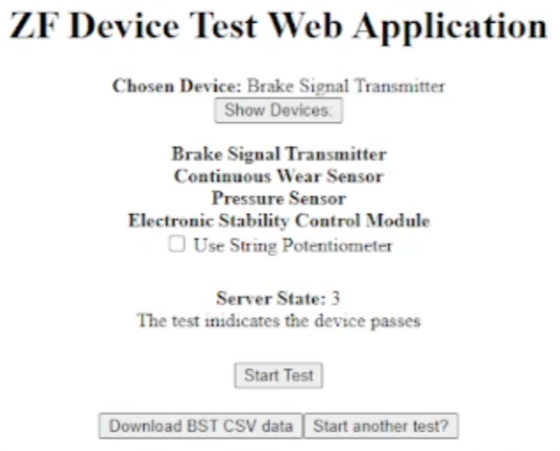 ZF Device Test Web Application
Chosen Device: Brake Signal Transmitter
Show Devices:
Brake Signal Transmitter
Continuous Wear Sensor
Pressure Sensor
Electronic Stability Control Module
Use String Potentiometer
Server State: 3
The test inidicates the device passes
Start Test
Download BST CSV data Start another test?